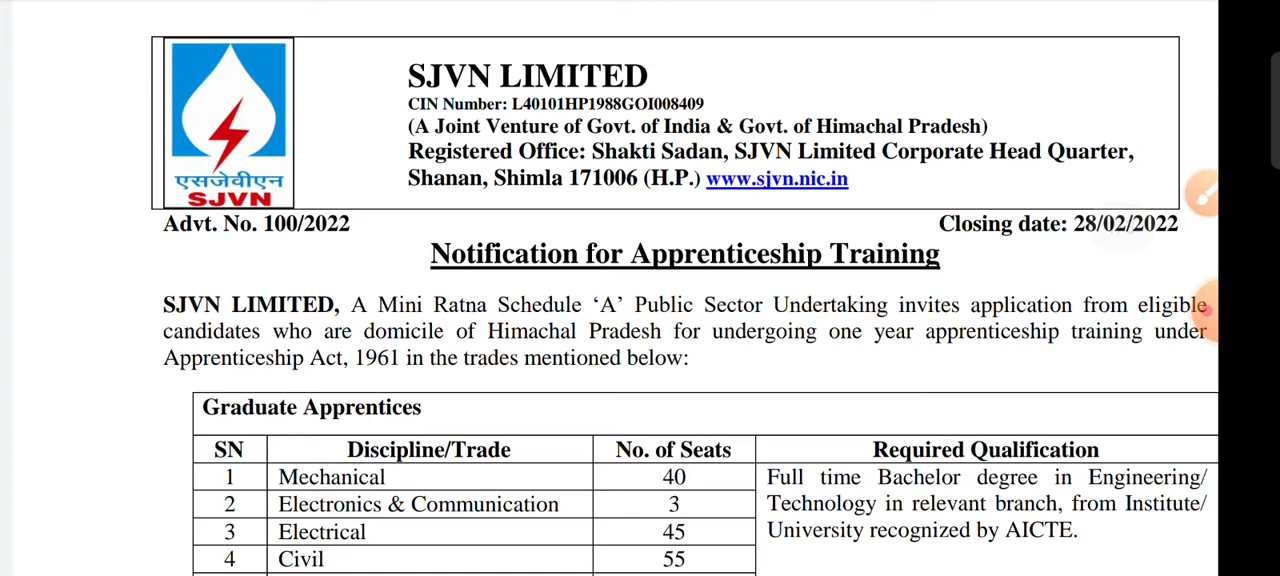 SJVN LIMITED
CIN Number: L40101HP1988GOI008409
(A Joint Venture of Govt. of India & Govt. of Himachal Pradesh)
Registered Office: Shakti Sadan, SJVN Limited Corporate Head Quarter,
Shanan, Shimla 171006 (H.P.) www.sjvn.nic.in
एसजेवीएन
SJVN
Advt. No. 100/2022 Closing date: 28/02/2022
Notification for Apprenticeship Training
SJVN LIMITED, A Mini Ratna Schedule ‘A’ Public Sector Undertaking invites application from eligible
candidates who are domicile of Himachal Pradesh for undergoing one year apprenticeship training under
Apprenticeship Act, 1961 in the trades mentioned below:
Graduate Apprentices
SN Discipline/Trade No. of Seats Required Qualification
1 Mechanical 40 Full time Bachelor degree in Engineering/
2 Electronics & Communication 3 Technology in relevant branch, from Institute/
3 Electrical 45 University recognized by AICTE.
4 Civil 55